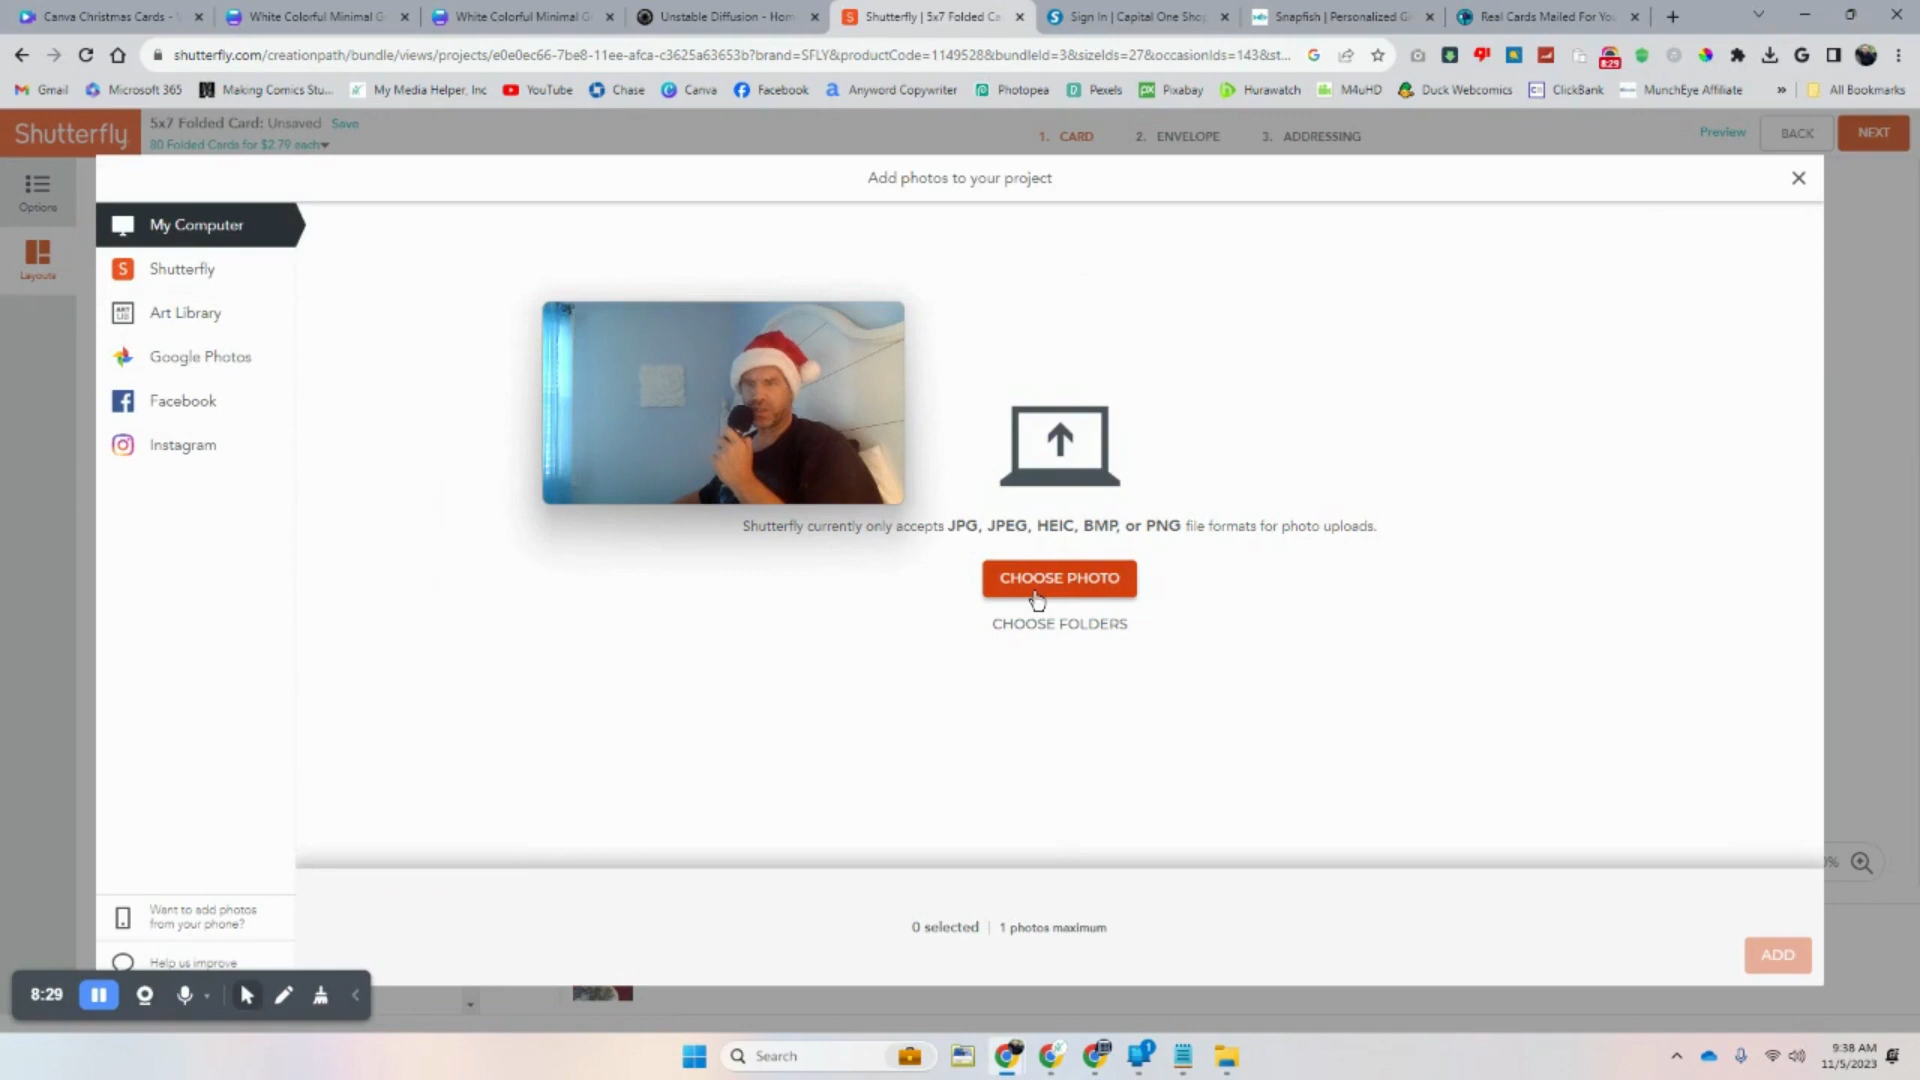 Canva Christmas Cards -
White Colorful Minimal G
White Colorful Minimal G
Unstable Diffusion - Hom
Shutterfly | 5x7 Folded Ca
Sign In | Capital One Shop
Snapfish | Personalized Gi
Real Cards Mailed For You
shutterfly.com/creationpath/bundle/views/projects/e0e0ec66-7be8-11ee-afca-c3625a63653b?brand=SFLY&productCode=1149528&bundleId=3&sizeIds=27&occasionIds=143&st...
8:29
Gmail
Microsoft 365
Making Comics Stu...
My Media Helper, Inc
YouTube
Chase
Canva
Facebook
Anyword Copywriter
Photopea
Pexels
Pixabay
Hurawatch
M4uHD
Duck Webcomics
ClickBank
MunchEye Affiliate
»
All Bookmarks
Shutterfly
5x7 Folded Card: Unsaved Save
80 Folded Cards for $2.79 each
1. CARD
2. ENVELOPE
3. ADDRESSING
Preview
BACK
NEXT
Options
Layouts
Add photos to your project
My Computer
Shutterfly
Art Library
Google Photos
Facebook
Instagram
Shutterfly currently only accepts JPG, JPEG, HEIC, BMP, or PNG file formats for photo uploads.
CHOOSE PHOTO
CHOOSE FOLDERS
Want to add photos
from your phone?
Help us improve
0 selected | 1 photos maximum
ADD
8:29
Search
9:38 AM
11/5/2023